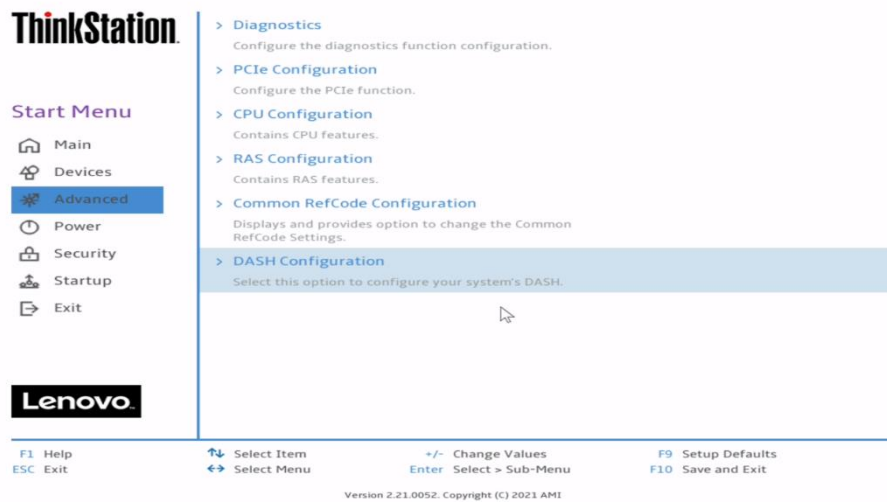 ThinkStation
Start Menu
Main
Devices
Advanced
Power
Security
Startup
Exit
Lenovo.
> Diagnostics
Configure the diagnostics function configuration.
> PCIe Configuration
Configure the PCIe function.
> CPU Configuration
Contains CPU features.
> RAS Configuration
Contains RAS features.
> Common RefCode Configuration
Displays and provides option to change the Common
RefCode Settings.
> DASH Configuration
Select this option to configure your system's DASH.
F1 Help
ESC Exit
↑↓ Select Item
←→ Select Menu
+/- Change Values
Enter Select > Sub-Menu
F9 Setup Defaults
F10 Save and Exit
Version 2.21.0052. Copyright (C) 2021 AMI